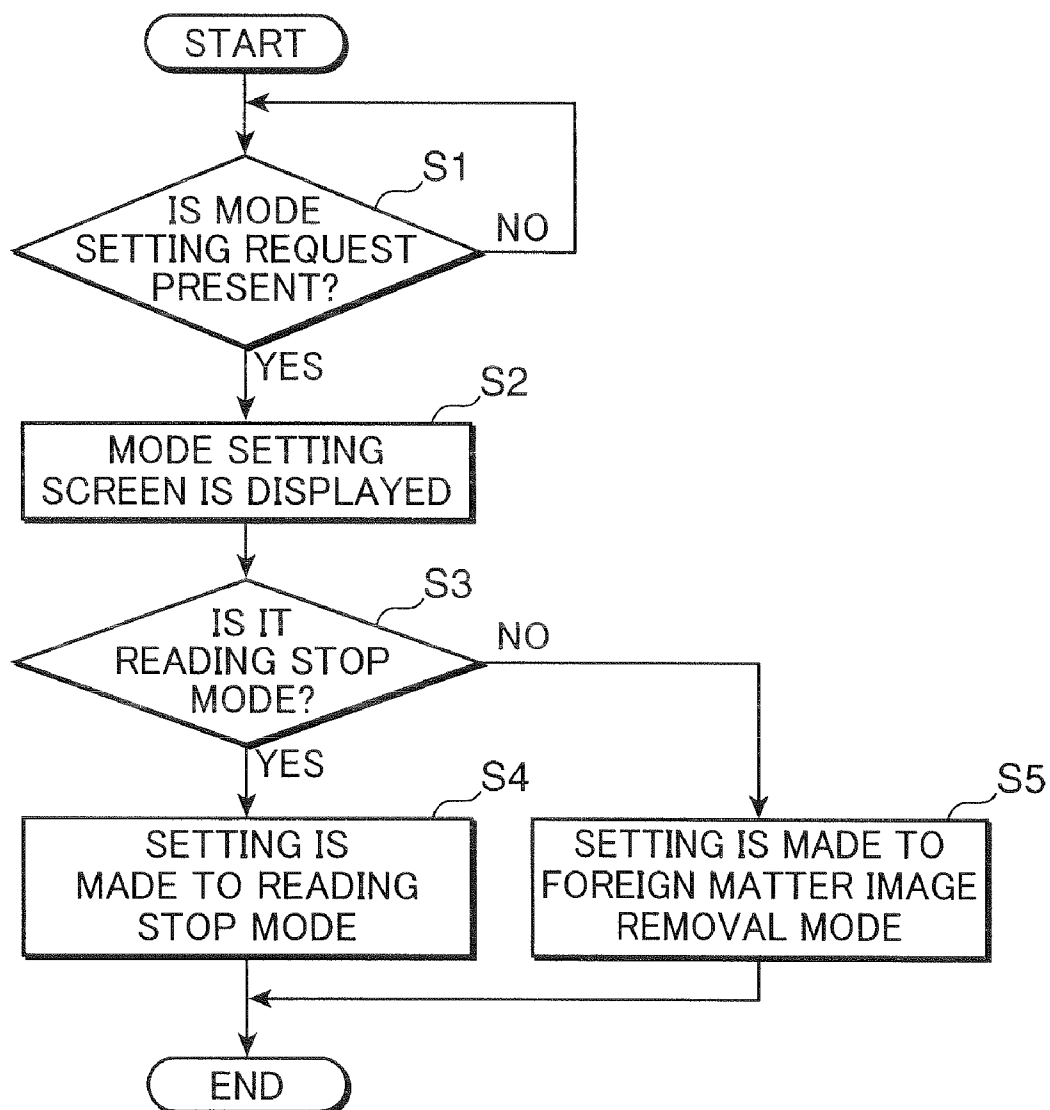 START
S1
IS MODE
SETTING REQUEST
PRESENT?
NO
YES
S2
MODE SETTING
SCREEN IS DISPLAYED
S3
IS IT
READING STOP
MODE?
NO
YES
S4
SETTING IS
MADE TO READING
STOP MODE
S5
SETTING IS MADE TO
FOREIGN MATTER IMAGE
REMOVAL MODE
END